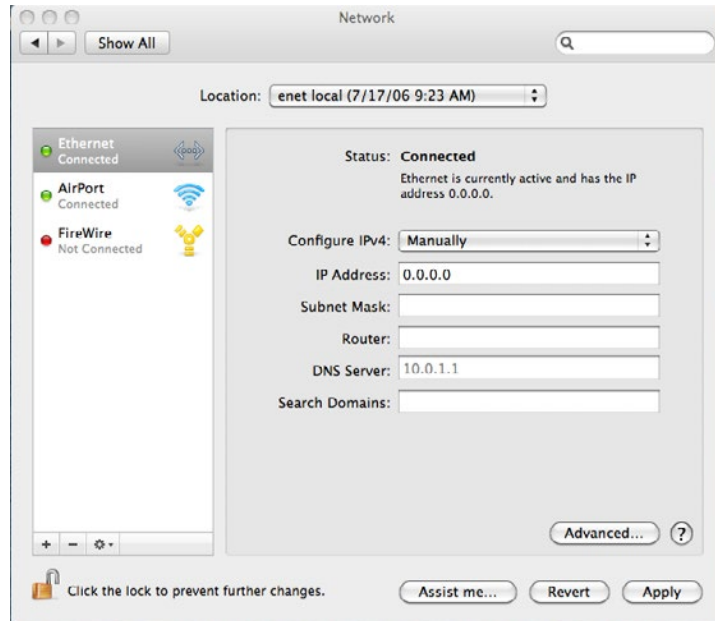 Network
Show All
Location: enet local (7/17/06 9:23 AM)
Ethernet
Connected
AirPort
Connected
FireWire
Not Connected
Status: Connected
Ethernet is currently active and has the IP
address 0.0.0.0.
Configure IPv4: Manually
IP Address: 0.0.0.0
Subnet Mask:
Router:
DNS Server: 10.0.1.1
Search Domains:
Advanced... ?
+ −
Click the lock to prevent further changes.
Assist me... Revert Apply